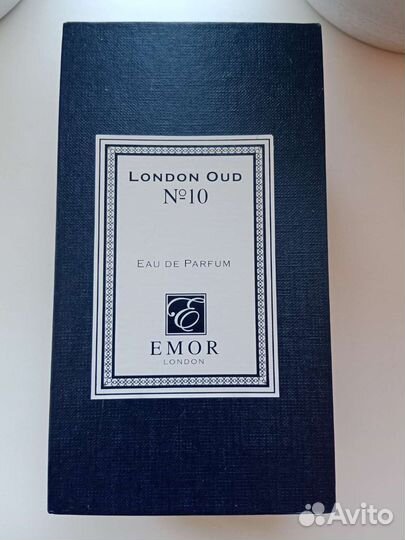 LONDON OUD
Nº10
EAU DE PARFUM
E
EMOR
LONDON
Avito